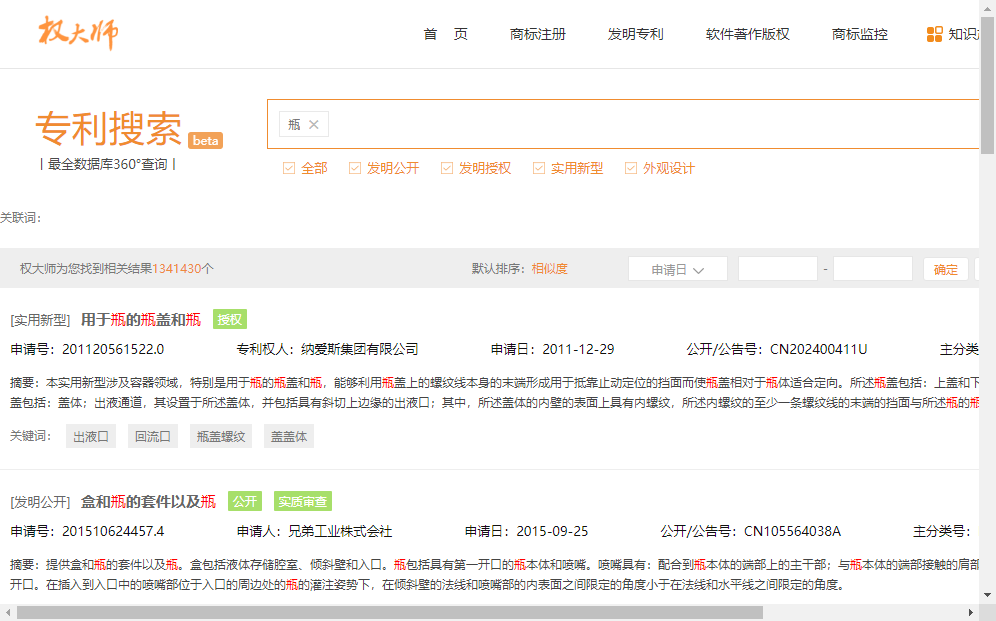 权大师
首 页 商标注册 发明专利 软件著作版权 商标监控 知识
专利搜索 beta
最全数据库360°查询
瓶
全部 发明公开 发明授权 实用新型 外观设计
关联词：
权大师为您找到相关结果1341430个 默认排序：相似度 申请日 - 确定
[实用新型] 用于瓶的瓶盖和瓶 授权
申请号：201120561522.0 专利权人：纳爱斯集团有限公司 申请日：2011-12-29 公开/公告号：CN202400411U 主分类
摘要：本实用新型涉及容器领域，特别是用于瓶的瓶盖和瓶，能够利用瓶盖上的螺纹线本身的末端形成用于抵靠止动定位的挡面而使瓶盖相对于瓶体适合定向。所述瓶盖包括：上盖和下
盖包括：盖体；出液通道，其设置于所述盖体，并包括具有斜切上边缘的出液口；其中，所述盖体的内壁的表面上具有内螺纹，所述内螺纹的至少一条螺纹线的末端的挡面与所述瓶的瓶
关键词： 出液口 回流口 瓶盖螺纹 盖盖体
[发明公开] 盒和瓶的套件以及瓶 公开 实质审查
申请号：201510624457.4 申请人：兄弟工业株式会社 申请日：2015-09-25 公开/公告号：CN105564038A 主分类号：
摘要：提供盒和瓶的套件以及瓶。盒包括液体存储腔室、倾斜壁和入口。瓶包括具有第一开口的瓶本体和喷嘴。喷嘴具有：配合到瓶本体的端部上的主干部；与瓶本体的端部接触的肩部
开口。在插入到入口中的喷嘴部位于入口的周边处的瓶的灌注姿势下，在倾斜壁的法线和喷嘴部的内表面之间限定的角度小于在法线和水平线之间限定的角度。